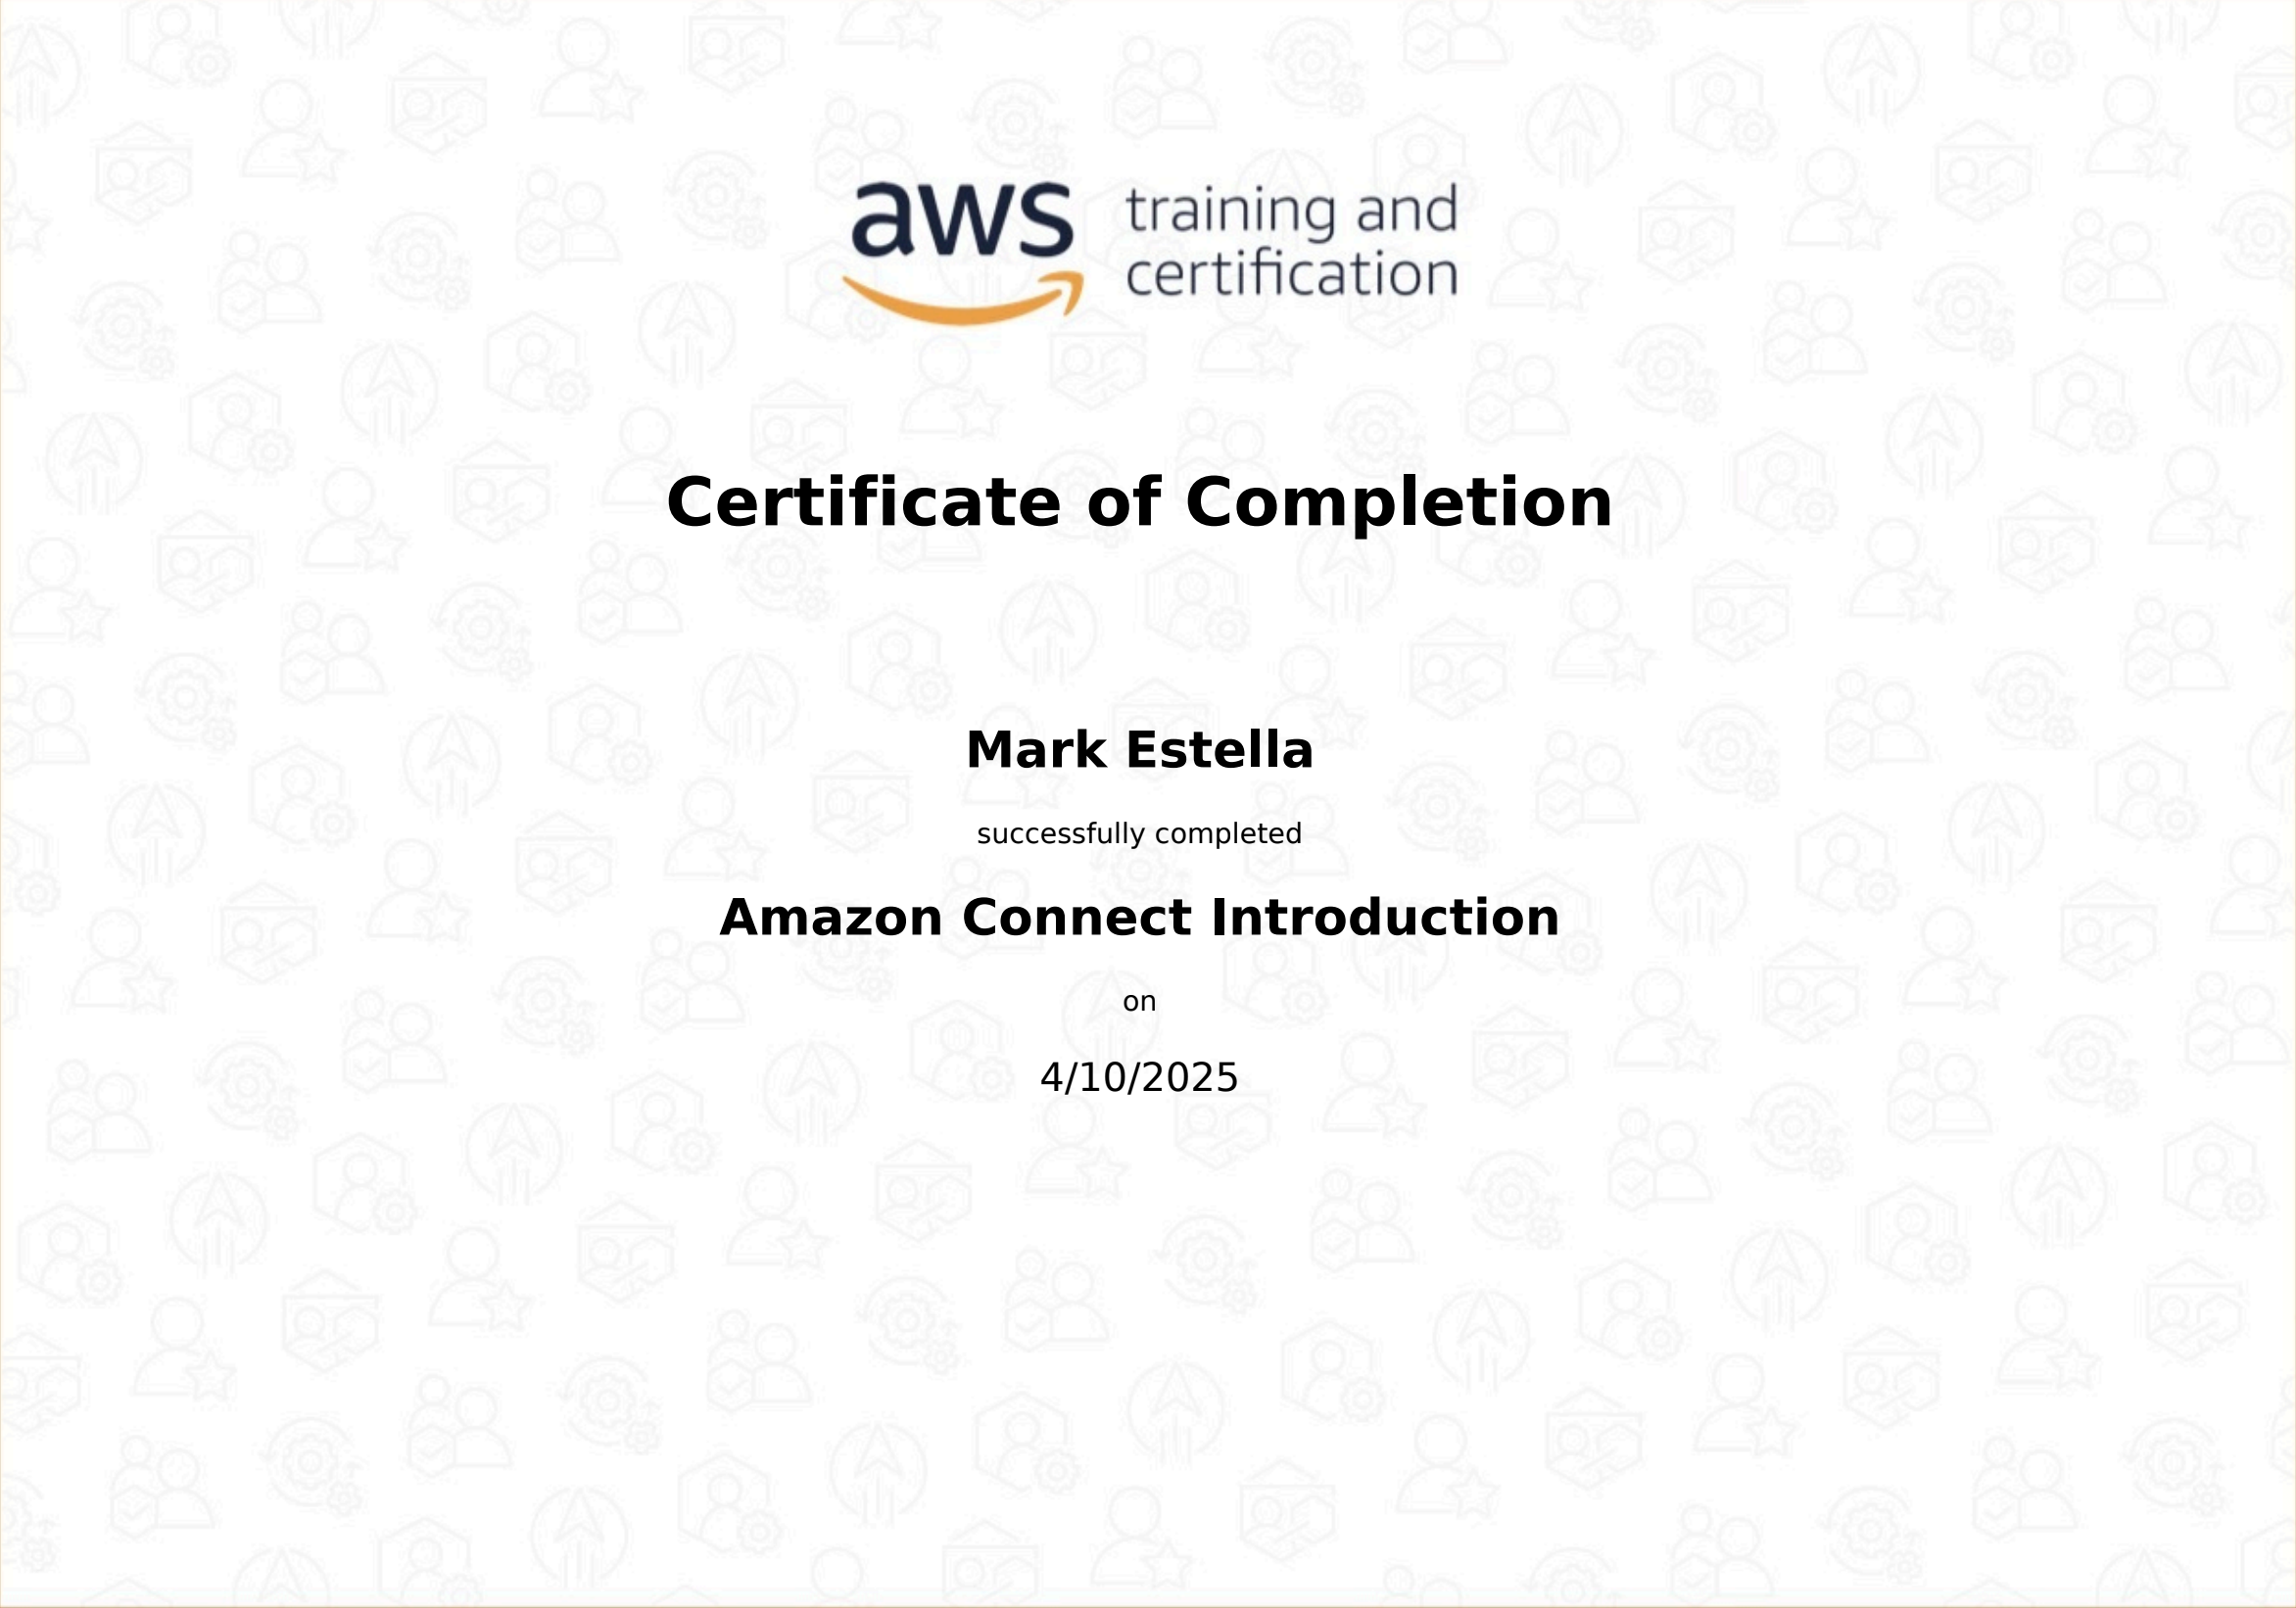 aws training and
certification
Certificate of Completion
Mark Estella
successfully completed
Amazon Connect Introduction
on
4/10/2025